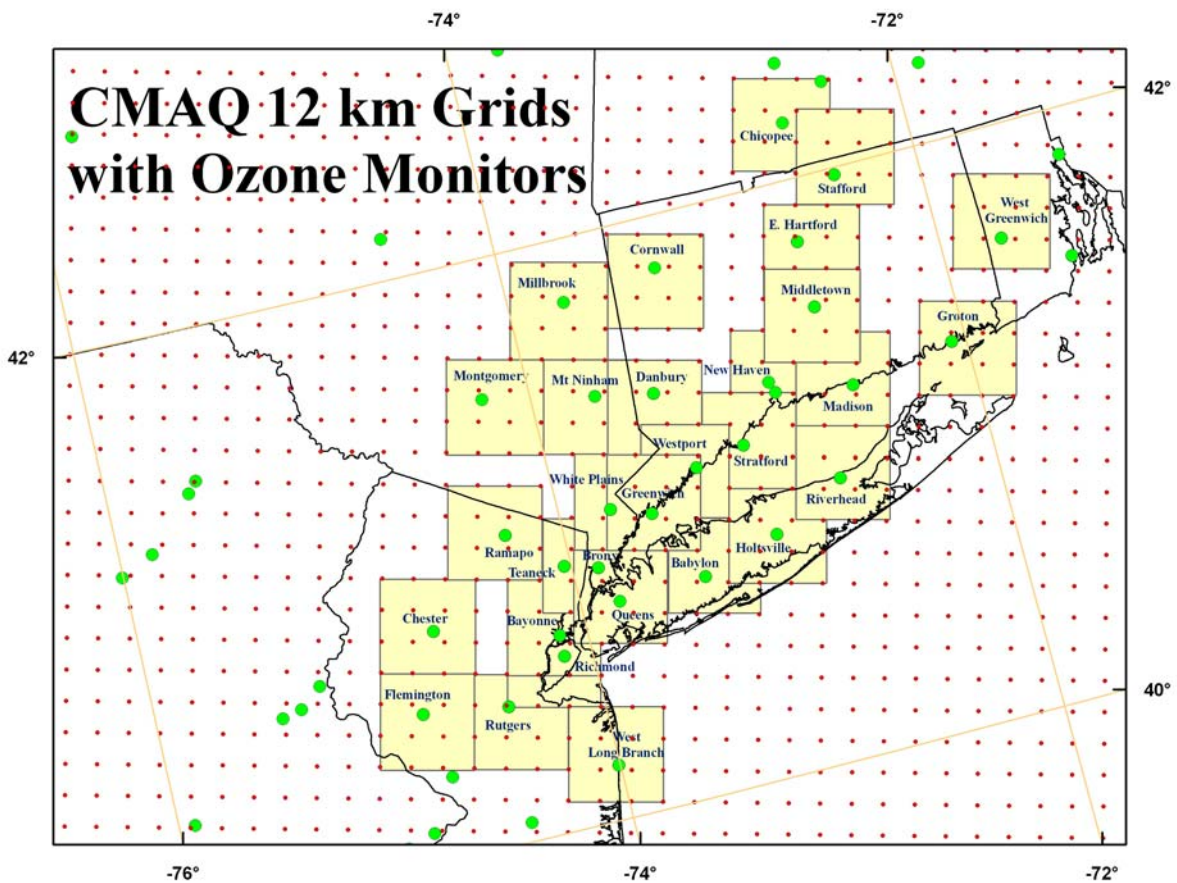 -74°
-72°
CMAQ 12 km Grids
with Ozone Monitors
42°
Chicopee
Stafford
West
Greenwich
E. Hartford
Cornwall
Millbrook
Middletown
Groton
42°
Montgomery
Mt Ninham
Danbury
New Haven
Madison
Westport
Stratford
White Plains
Greenwich
Riverhead
Ramapo
Holtsville
Teaneck
Bronx
Babylon
Chester
Bayonne
Queens
Richmond
Flemington
Rutgers
West
Long Branch
40°
-76°
-74°
-72°